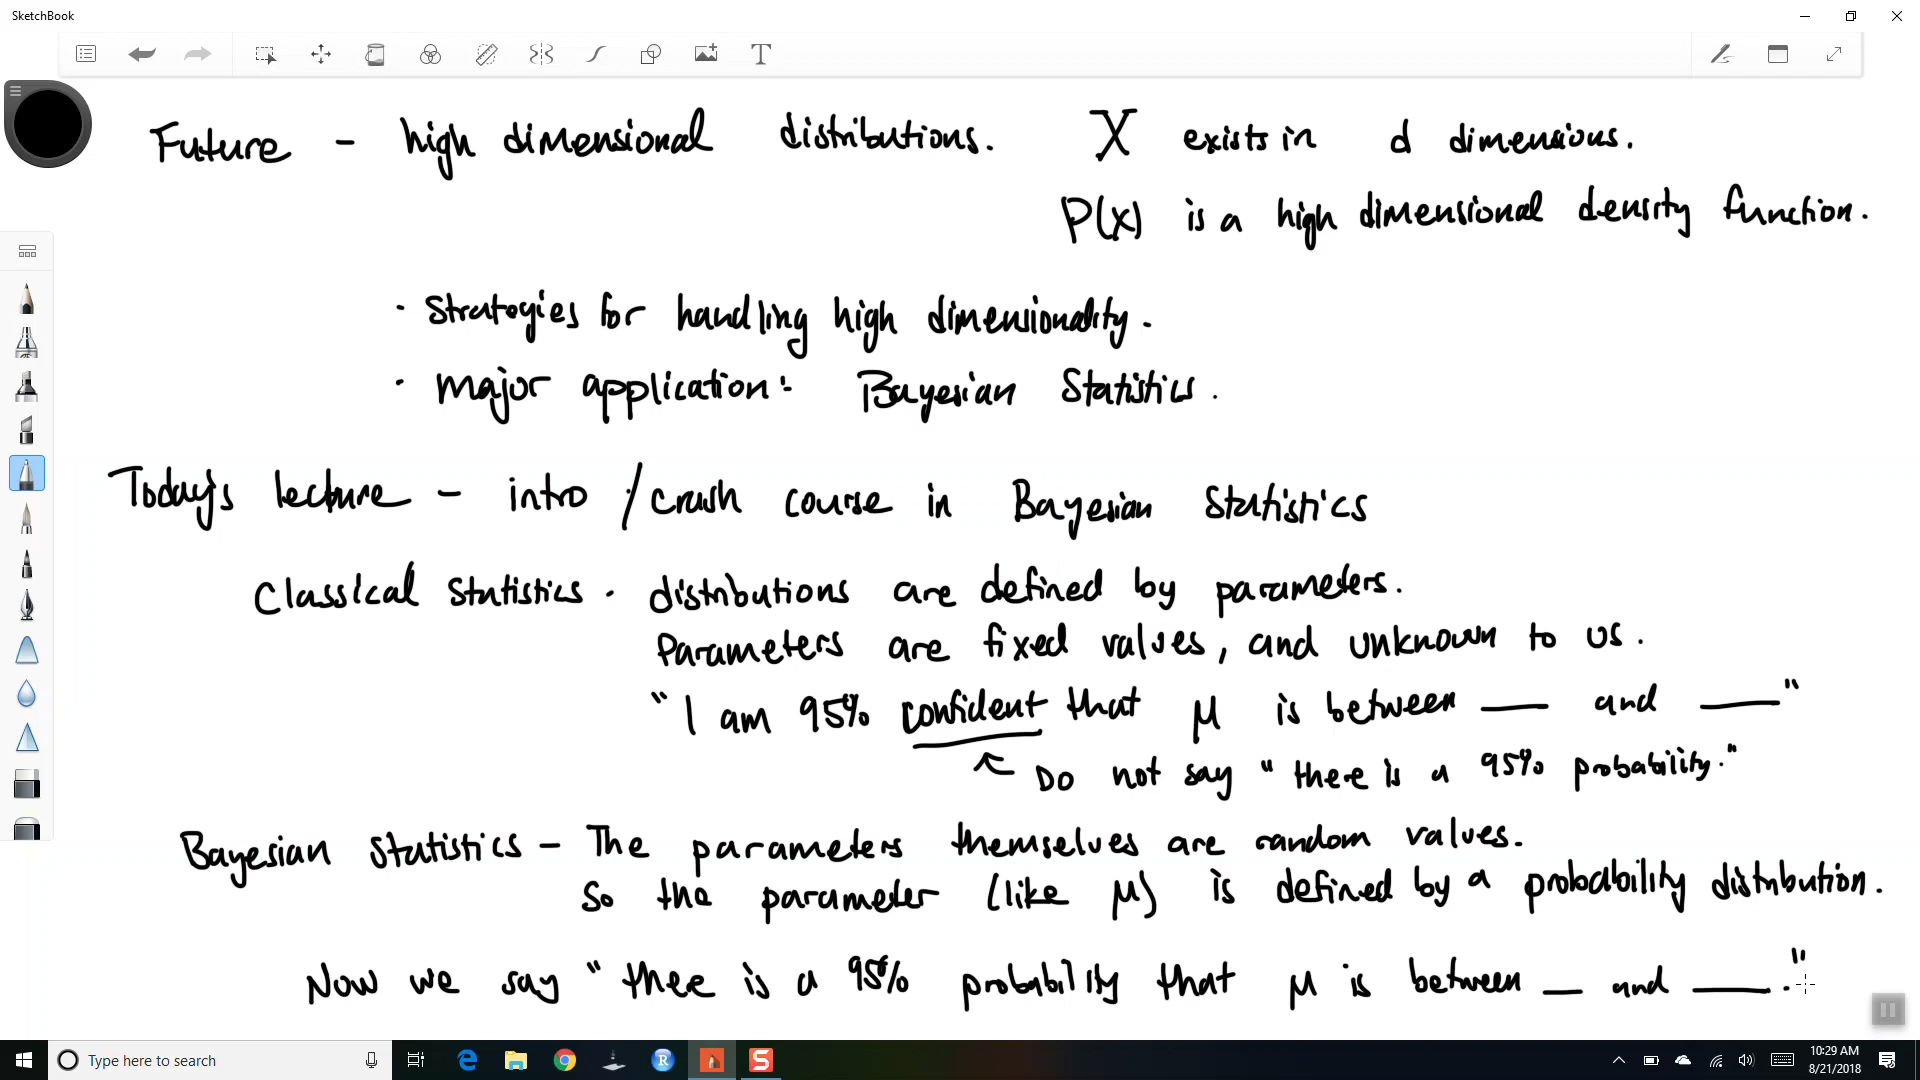 SketchBook
Future - high dimensional distributions. X exists in d dimensions.
P(x) is a high dimensional density function.
· Strategies for handling high dimensionality.
· Major application: Bayesian Statistics.
Today's lecture - intro / crash course in Bayesian Statistics
Classical Statistics · distributions are defined by parameters.
Parameters are fixed values, and unknown to us.
"I am 95% confident that μ is between ___ and ___"
Do not say "there is a 95% probability."
Bayesian Statistics - The parameters themselves are random values.
So the parameter (like μ) is defined by a probability distribution.
Now we say "thee is a 95% probability that μ is between __ and ___."
Type here to search
10:29 AM
8/21/2018